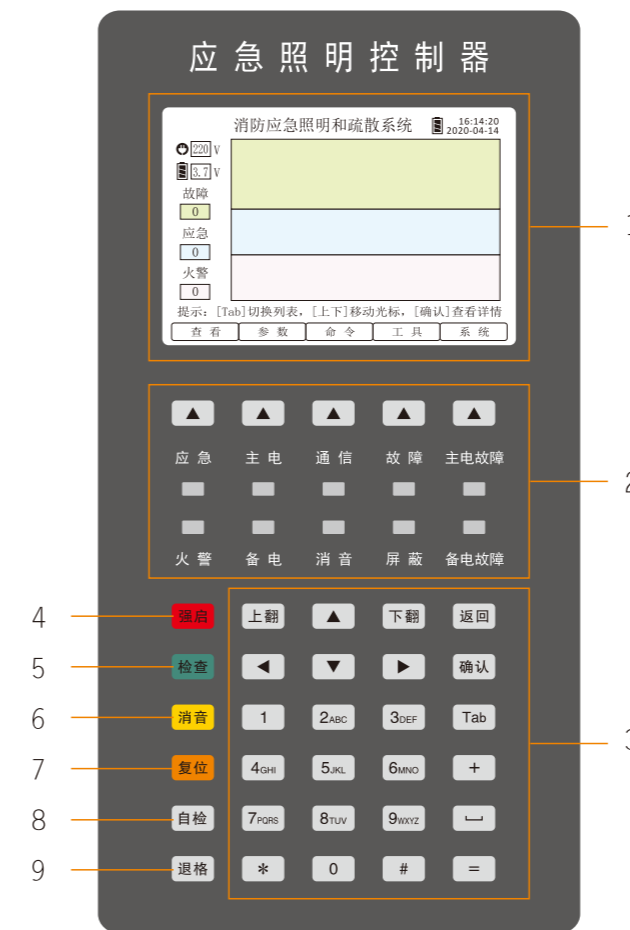 应急照明控制器
消防应急照明和疏散系统 16:14:20
2020-04-14
220 V
3.7 V
故障
0
应急
0
火警
0
提示: [Tab]切换列表, [上下]移动光标, [确认]查看详情
查看 参数 命令 工具 系统
1
▲ ▲ ▲ ▲ ▲
应急 主电 通信 故障 主电故障
2
火警 备电 消音 屏蔽 备电故障
4 强启 上翻 ▲ 下翻 返回
5 检查 ◀ ▼ ▶ 确认
6 消音 1 2ABC 3DEF Tab
3
7 复位 4GHI 5JKL 6MNO +
8 自检 7PQRS 8TUV 9WXYZ
9 退格 * 0 # =